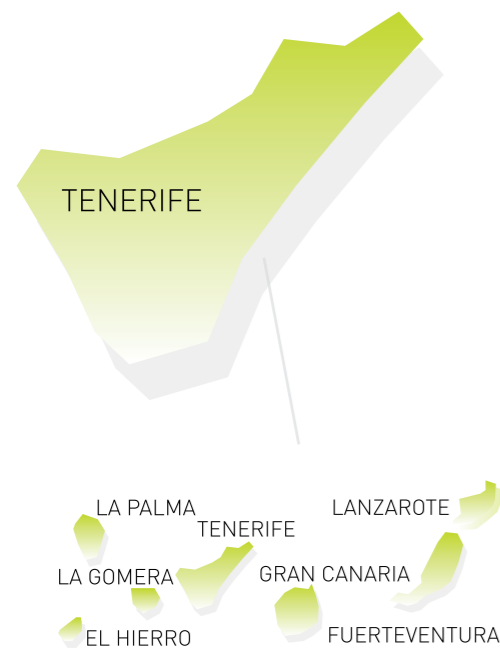 TENERIFE
LA PALMA
LANZAROTE
TENERIFE
LA GOMERA
GRAN CANARIA
EL HIERRO
FUERTEVENTURA